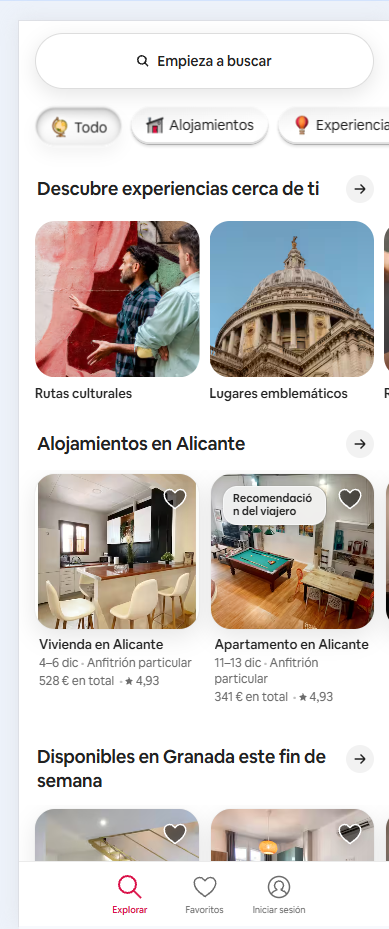 Empieza a buscar
Todo
Alojamientos
Experiencia
Descubre experiencias cerca de ti
Rutas culturales
Lugares emblemáticos
Alojamientos en Alicante
Recomendació
n del viajero
Vivienda en Alicante
4–6 dic · Anfitrión particular
528 € en total · ★ 4,93
Apartamento en Alicante
11–13 dic · Anfitrión
particular
341 € en total · ★ 4,93
Disponibles en Granada este fin de
semana
Explorar
Favoritos
Iniciar sesión